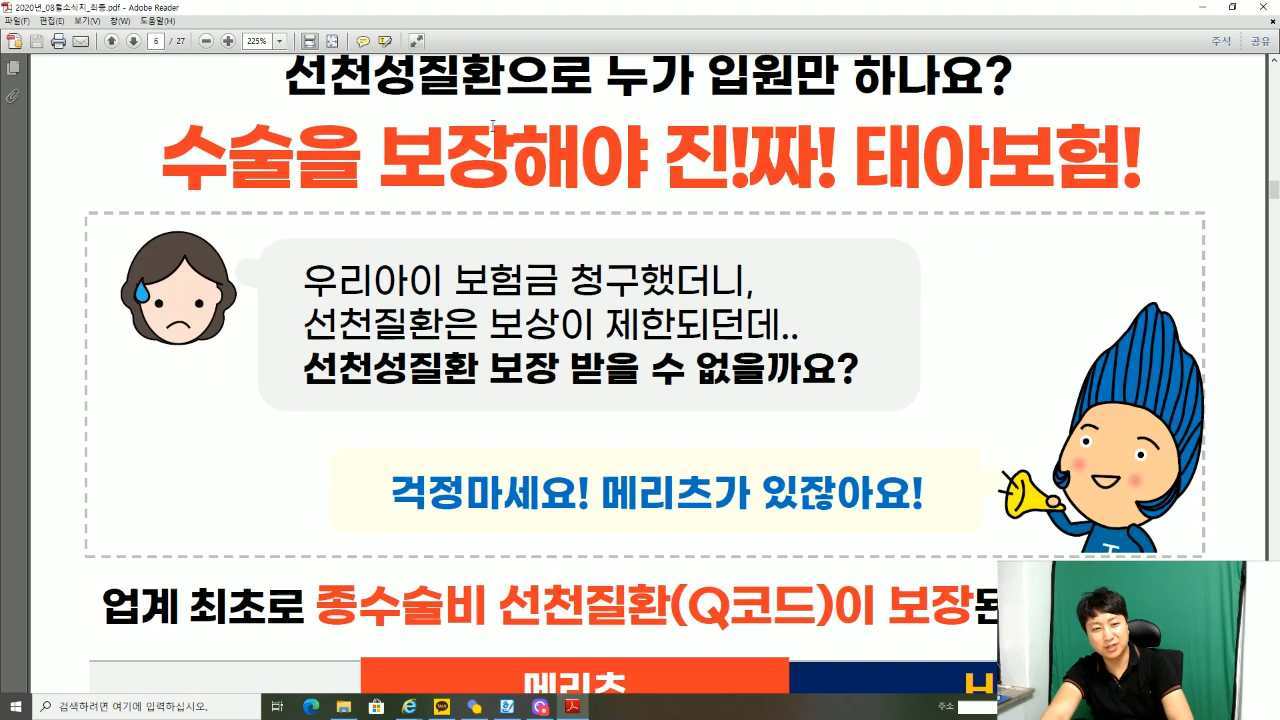 2020년_08월소식지_최종.pdf - Adobe Reader
파일(F) 편집(E) 보기(V) 창(W) 도움말(H)
6 / 27 225% 주석 공유
선천성질환으로 누가 입원만 하나요?
수술을 보장해야 진!짜! 태아보험!
우리아이 보험금 청구했더니,
선천질환은 보상이 제한되던데..
선천성질환 보장 받을 수 없을까요?
걱정마세요! 메리츠가 있잖아요!
업계 최초로 종수술비 선천질환(Q코드)이 보장된
메리츠
검색하려면 여기에 입력하십시오.
주소